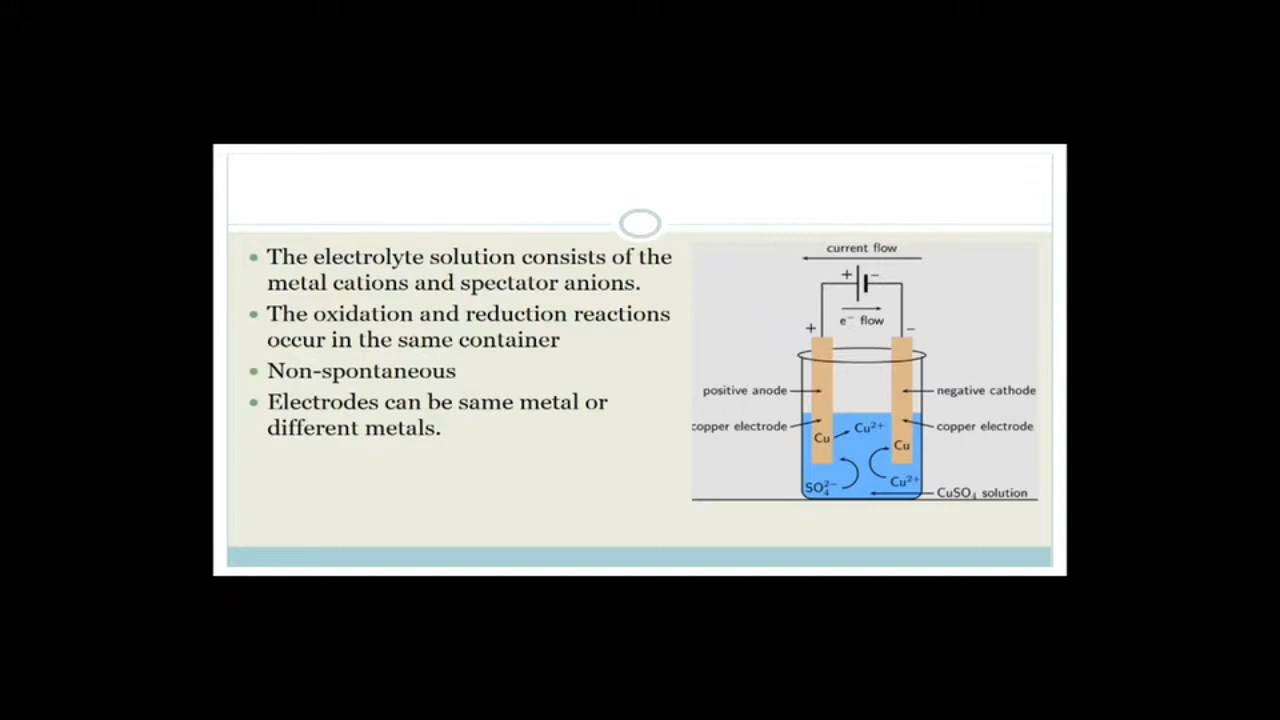 The electrolyte solution consists of the
metal cations and spectator anions.
The oxidation and reduction reactions
occur in the same container
Non-spontaneous
Electrodes can be same metal or
different metals.
current flow
+ −
e⁻ flow
+ −
positive anode
negative cathode
copper electrode
copper electrode
Cu
Cu²⁺
Cu
SO₄²⁻
Cu²⁺
CuSO₄ solution